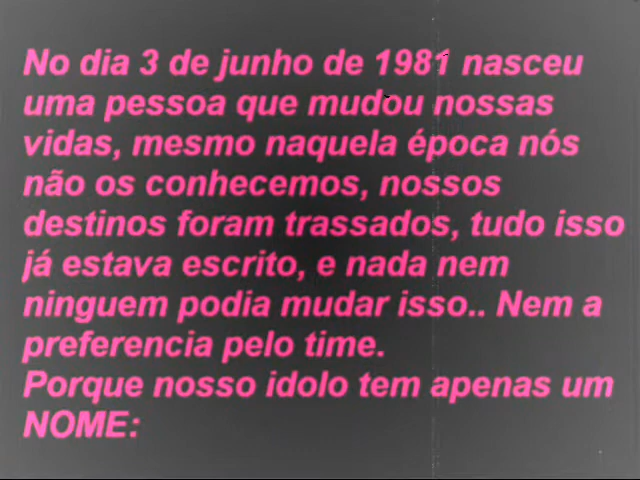 No dia 3 de junho de 1981 nasceu
uma pessoa que mudou nossas
vidas, mesmo naquela época nós
não os conhecemos, nossos
destinos foram trassados, tudo isso
já estava escrito, e nada nem
ninguem podia mudar isso.. Nem a
preferencia pelo time.
Porque nosso idolo tem apenas um
NOME: